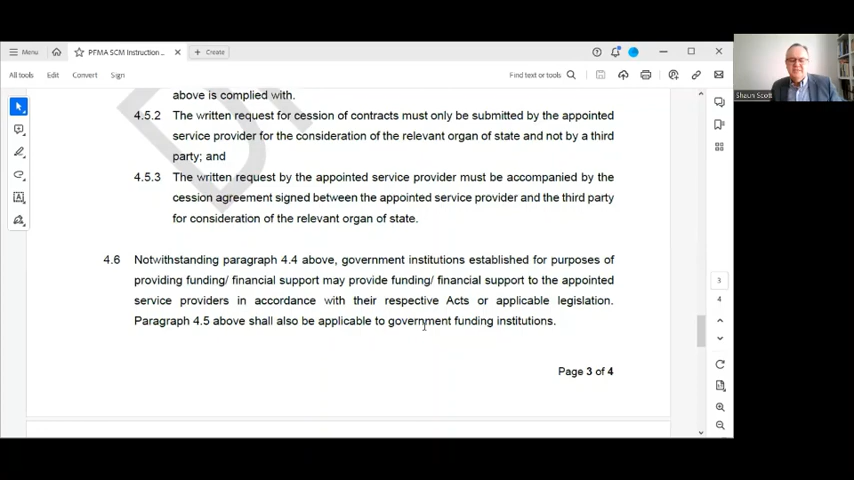 Menu
PFMA SCM Instruction ...
Create
All tools
Edit
Convert
Sign
Find text or tools
Shaun Scott
above is complied with.
4.5.2 The written request for cession of contracts must only be submitted by the appointed
service provider for the consideration of the relevant organ of state and not by a third
party; and
4.5.3 The written request by the appointed service provider must be accompanied by the
cession agreement signed between the appointed service provider and the third party
for consideration of the relevant organ of state.
4.6 Notwithstanding paragraph 4.4 above, government institutions established for purposes of
providing funding/ financial support may provide funding/ financial support to the appointed
service providers in accordance with their respective Acts or applicable legislation.
Paragraph 4.5 above shall also be applicable to government funding institutions.
Page 3 of 4
3
4